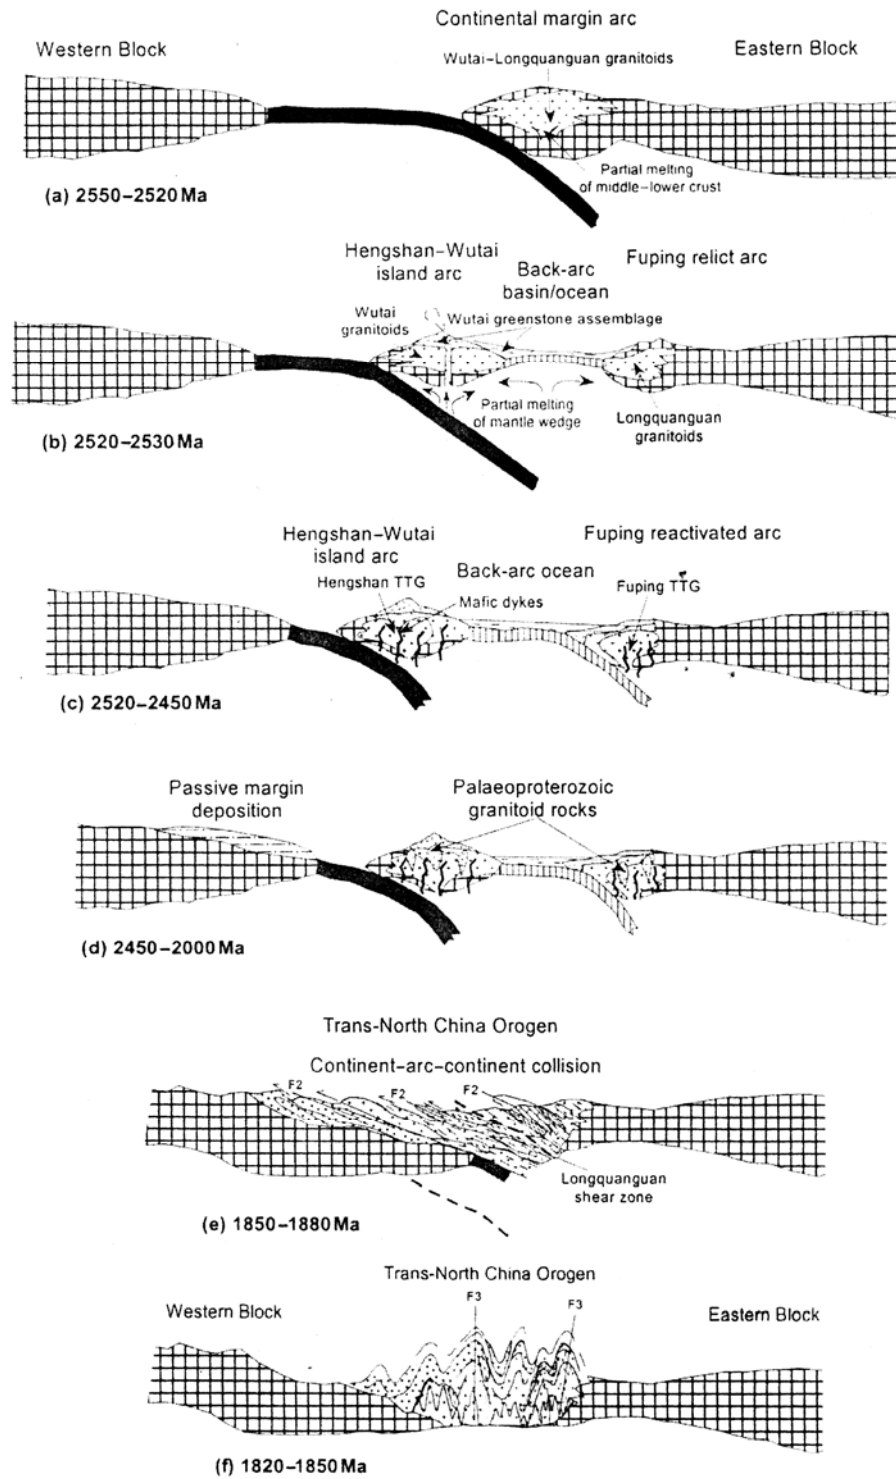 Continental margin arc
Western Block
Eastern Block
Wutai–Longquanguan granitoids
Partial melting
of middle–lower crust
(a) 2550–2520 Ma
Hengshan–Wutai
island arc
Back-arc
basin/ocean
Fuping relict arc
Wutai
granitoids
Wutai greenstone assemblage
Partial melting
of mantle wedge
Longquanguan
granitoids
(b) 2520–2530 Ma
Hengshan–Wutai
island arc
Fuping reactivated arc
Back-arc ocean
Hengshan TTG
Mafic dykes
Fuping TTG
(c) 2520–2450 Ma
Passive margin
deposition
Palaeoproterozoic
granitoid rocks
(d) 2450–2000 Ma
Trans-North China Orogen
Continent–arc–continent collision
F2
F2
F2
Longquanguan
shear zone
(e) 1850–1880 Ma
Trans-North China Orogen
Western Block
F3
F3
Eastern Block
(f) 1820–1850 Ma